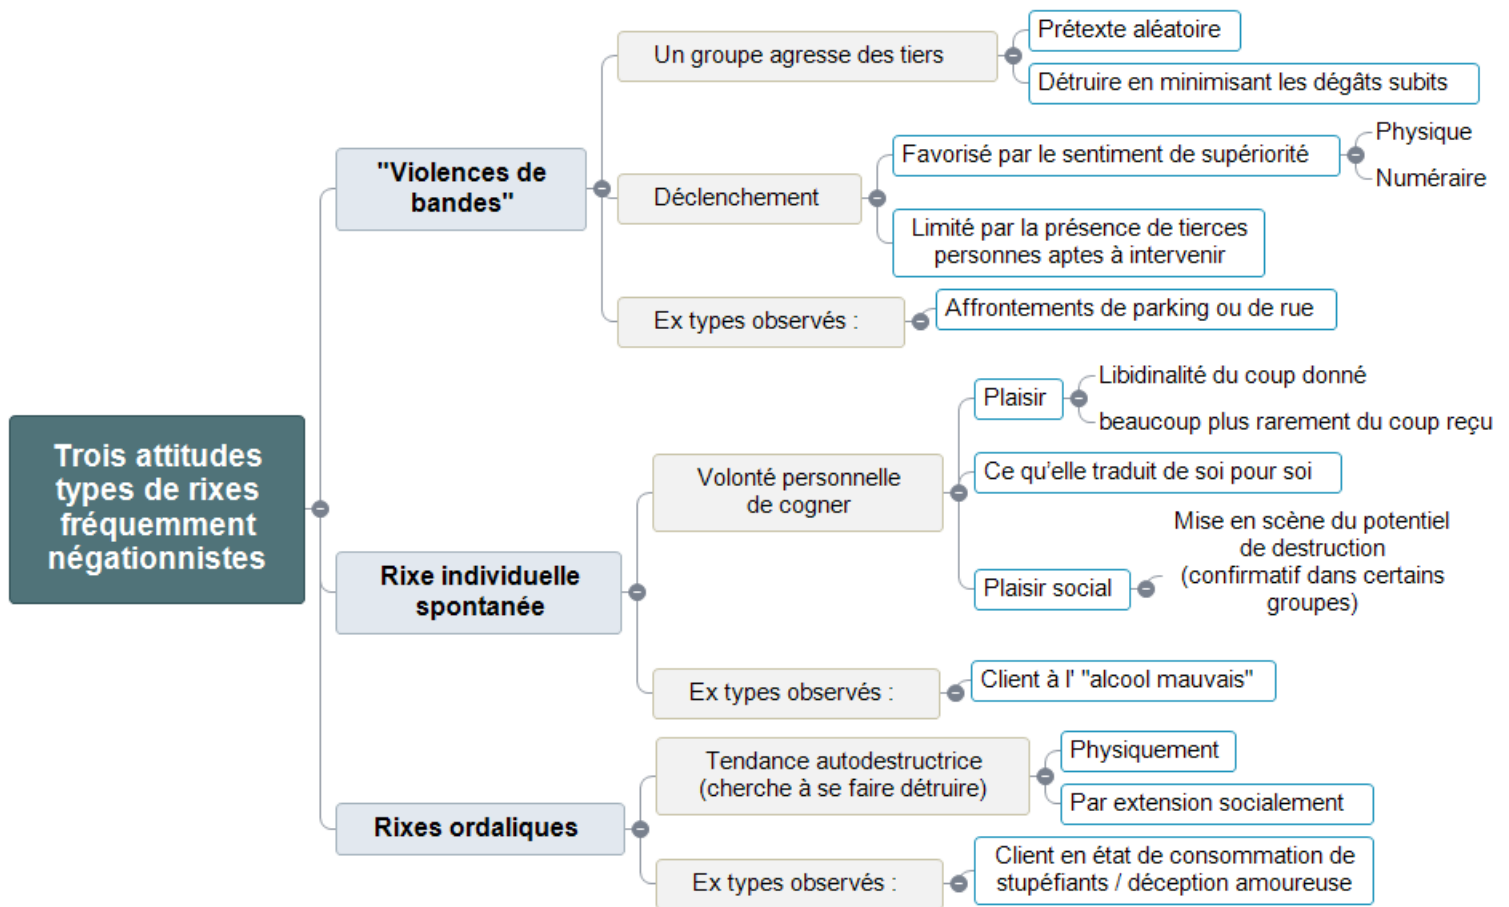 Trois attitudes
types de rixes
fréquemment
négationnistes
"Violences de
bandes"
Un groupe agresse des tiers
Prétexte aléatoire
Détruire en minimisant les dégâts subits
Déclenchement
Favorisé par le sentiment de supériorité
Physique
Numéraire
Limité par la présence de tierces
personnes aptes à intervenir
Ex types observés :
Affrontements de parking ou de rue
Rixe individuelle
spontanée
Volonté personnelle
de cogner
Plaisir
Libidinalité du coup donné
beaucoup plus rarement du coup reçu
Ce qu’elle traduit de soi pour soi
Plaisir social
Mise en scène du potentiel
de destruction
(confirmatif dans certains
groupes)
Ex types observés :
Client à l' "alcool mauvais"
Rixes ordaliques
Tendance autodestructrice
(cherche à se faire détruire)
Physiquement
Par extension socialement
Ex types observés :
Client en état de consommation de
stupéfiants / déception amoureuse